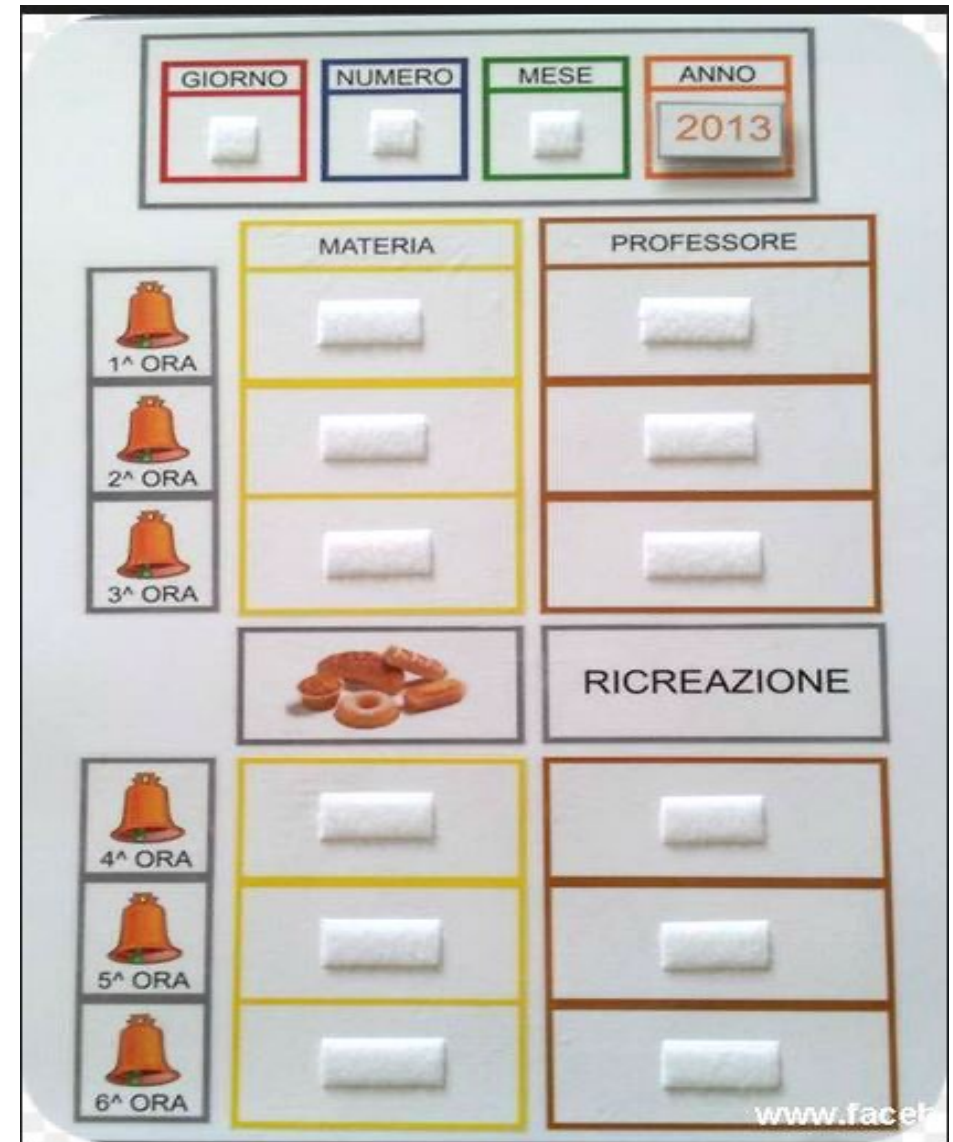 GIORNO NUMERO MESE ANNO
2013
MATERIA PROFESSORE
1^ ORA
2^ ORA
3^ ORA
RICREAZIONE
4^ ORA
5^ ORA
6^ ORA